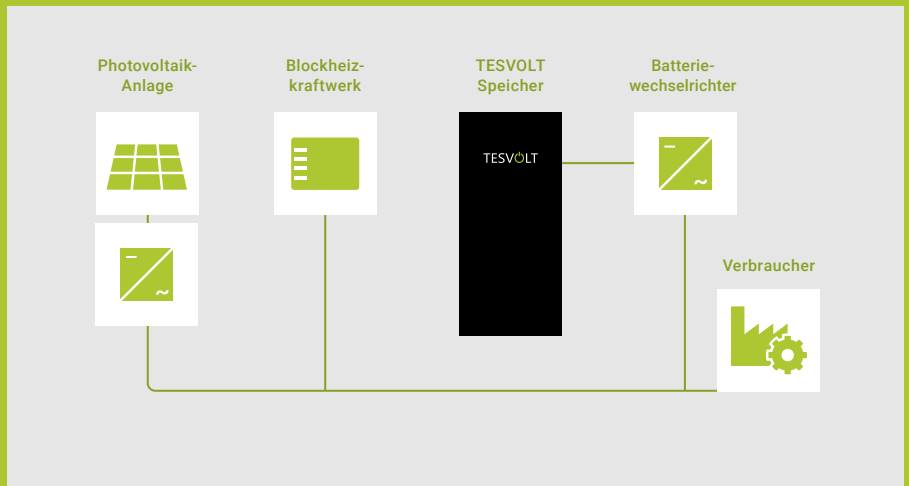 Photovoltaik-
Anlage
Blockheiz-
kraftwerk
TESVOLT
Speicher
Batterie-
wechselrichter
TESVOLT
Verbraucher